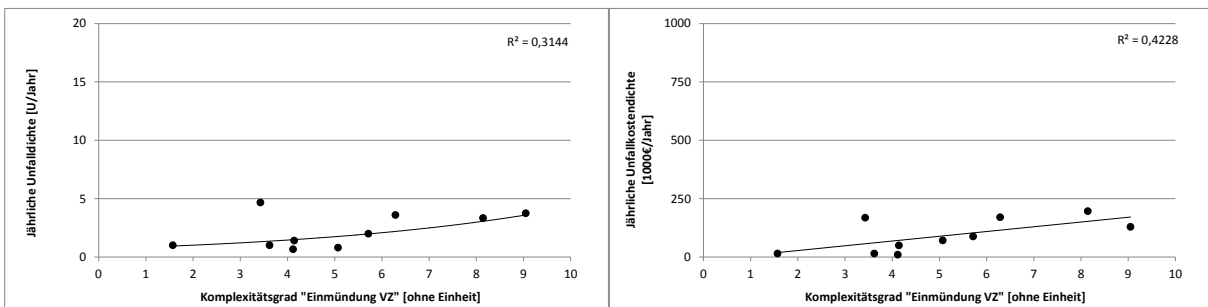 R² = 0,3144
Jährliche Unfalldichte [U/Jahr]
20
15
10
5
0
0 1 2 3 4 5 6 7 8 9 10
Komplexitätsgrad "Einmündung VZ" [ohne Einheit]
R² = 0,4228
Jährliche Unfallkostendichte
[1000€/Jahr]
1000
750
500
250
0
0 1 2 3 4 5 6 7 8 9 10
Komplexitätsgrad "Einmündung VZ" [ohne Einheit]